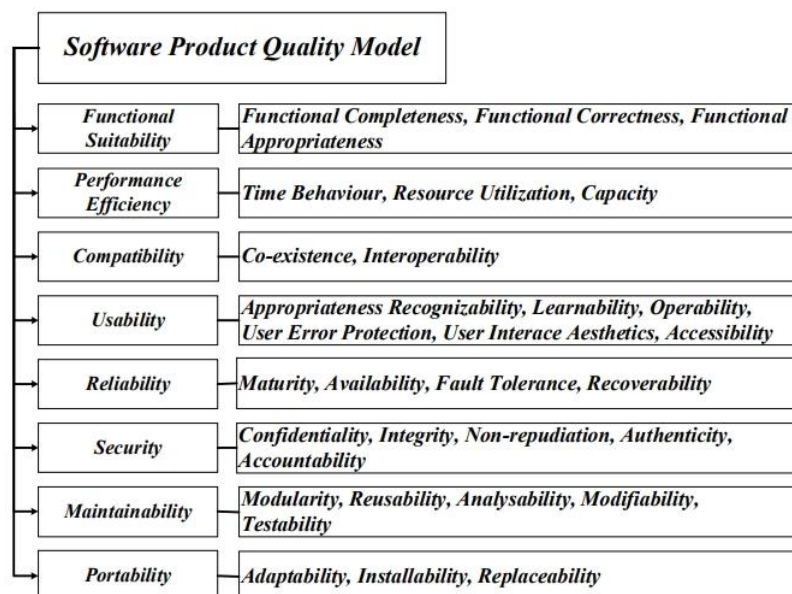 Software Product Quality Model
Functional
Suitability
Functional Completeness, Functional Correctness, Functional
Appropriateness
Performance
Efficiency
Time Behaviour, Resource Utilization, Capacity
Compatibility
Co-existence, Interoperability
Usability
Appropriateness Recognizability, Learnability, Operability,
User Error Protection, User Interace Aesthetics, Accessibility
Reliability
Maturity, Availability, Fault Tolerance, Recoverability
Security
Confidentiality, Integrity, Non-repudiation, Authenticity,
Accountability
Maintainability
Modularity, Reusability, Analysability, Modifiability,
Testability
Portability
Adaptability, Installability, Replaceability